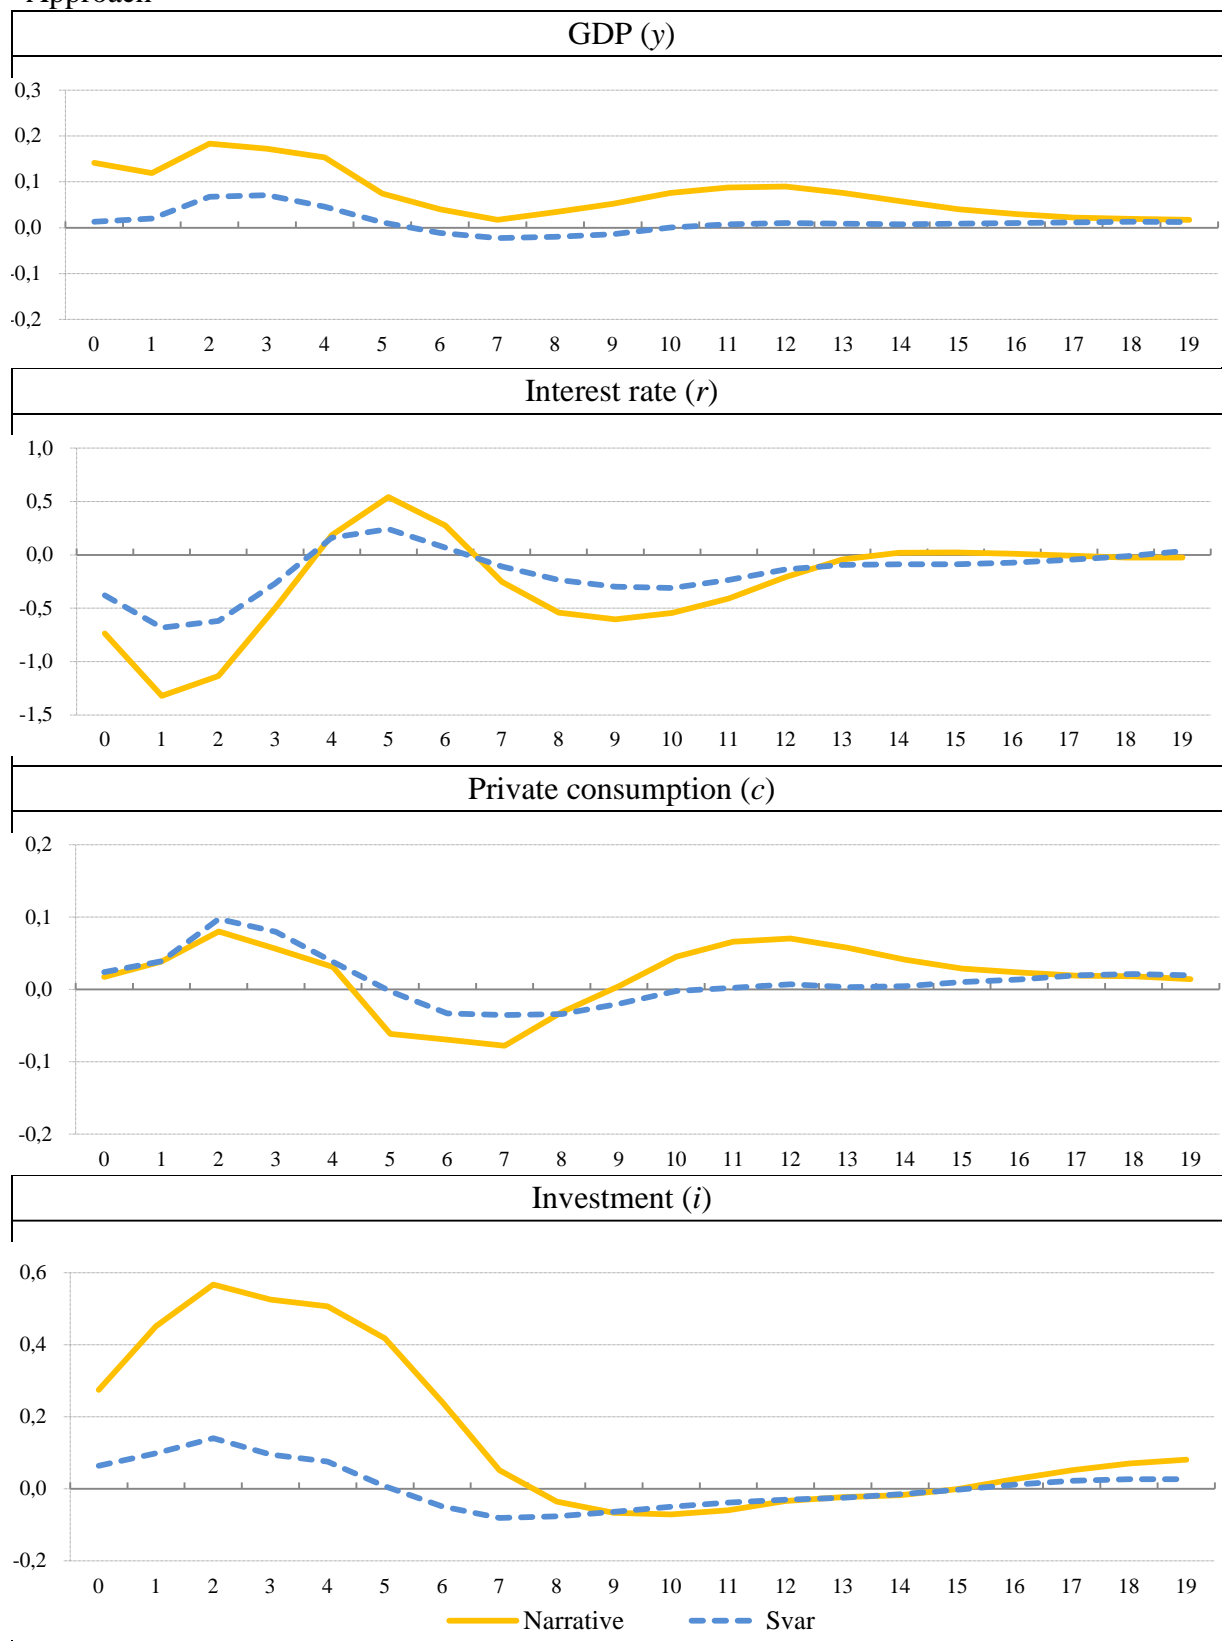 Approach
GDP (y)
0,3
0,2
0,1
0,0
-0,1
-0,2
0 1 2 3 4 5 6 7 8 9 10 11 12 13 14 15 16 17 18 19
Interest rate (r)
1,0
0,5
0,0
-0,5
-1,0
-1,5
0 1 2 3 4 5 6 7 8 9 10 11 12 13 14 15 16 17 18 19
Private consumption (c)
0,2
0,1
0,0
-0,1
-0,2
0 1 2 3 4 5 6 7 8 9 10 11 12 13 14 15 16 17 18 19
Investment (i)
0,6
0,4
0,2
0,0
-0,2
0 1 2 3 4 5 6 7 8 9 10 11 12 13 14 15 16 17 18 19
Narrative Svar